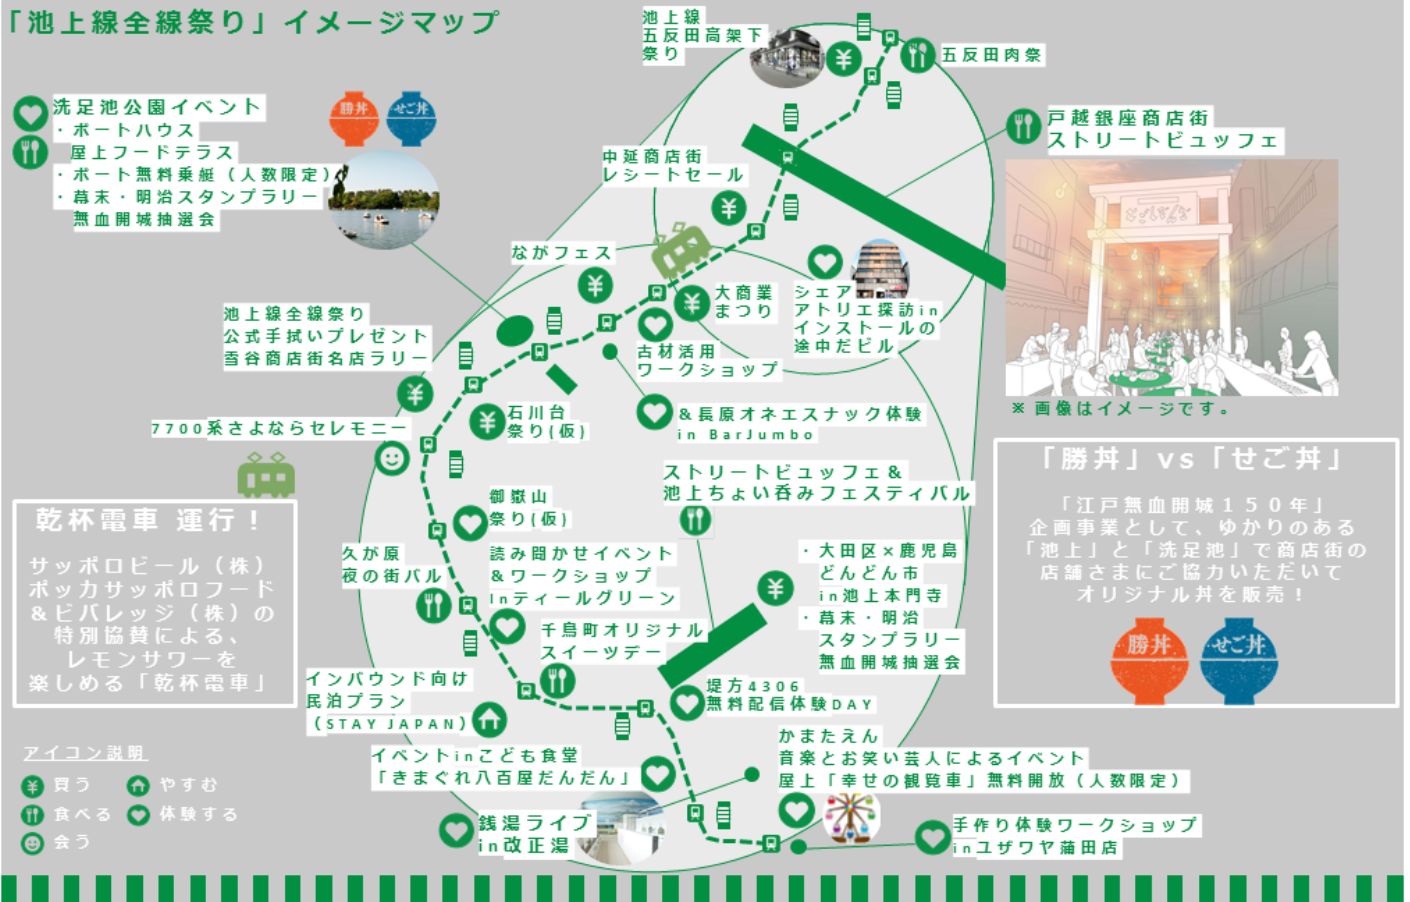 「池上線全線祭り」イメージマップ
池上線
五反田高架下
祭り
五反田肉祭
洗足池公園イベント
・ボートハウス
屋上フードテラス
・ボート無料乗艇（人数限定）
・幕末・明治スタンプラリー
無血開城抽選会
勝丼
せご丼
戸越銀座商店街
ストリートビュッフェ
とごしぎんざ
※画像はイメージです。
中延商店街
レシートセール
ながフェス
大商業
まつり
シェア
アトリエ探訪in
インストールの
途中だビル
古材活用
ワークショップ
池上線全線祭り
公式手拭いプレゼント
雪谷商店街名店ラリー
石川台
祭り(仮)
&長原オネエスナック体験
in BarJumbo
7700系さよならセレモニー
ストリートビュッフェ&
池上ちょい呑みフェスティバル
御嶽山
祭り(仮)
久が原
夜の街バル
読み聞かせイベント
&ワークショップ
Inティールグリーン
・大田区×鹿児島
どんどん市
in池上本門寺
・幕末・明治
スタンプラリー
無血開城抽選会
千鳥町オリジナル
スイーツデー
インバウンド向け
民泊プラン
（STAY JAPAN）
堤方4306
無料配信体験DAY
イベントinこども食堂
「きまぐれ八百屋だんだん」
かまたえん
音楽とお笑い芸人によるイベント
屋上「幸せの観覧車」無料開放（人数限定）
銭湯ライブ
in改正湯
手作り体験ワークショップ
inユザワヤ蒲田店
乾杯電車 運行！
サッポロビール（株）
ポッカサッポロフード
&ビバレッジ（株）の
特別協賛による、
レモンサワーを
楽しめる「乾杯電車」
「勝丼」vs「せご丼」
「江戸無血開城１５０年」
企画事業として、ゆかりのある
「池上」と「洗足池」で商店街の
店舗さまにご協力いただいて
オリジナル丼を販売！
勝丼
せご丼
アイコン説明
買う
やすむ
食べる
体験する
会う